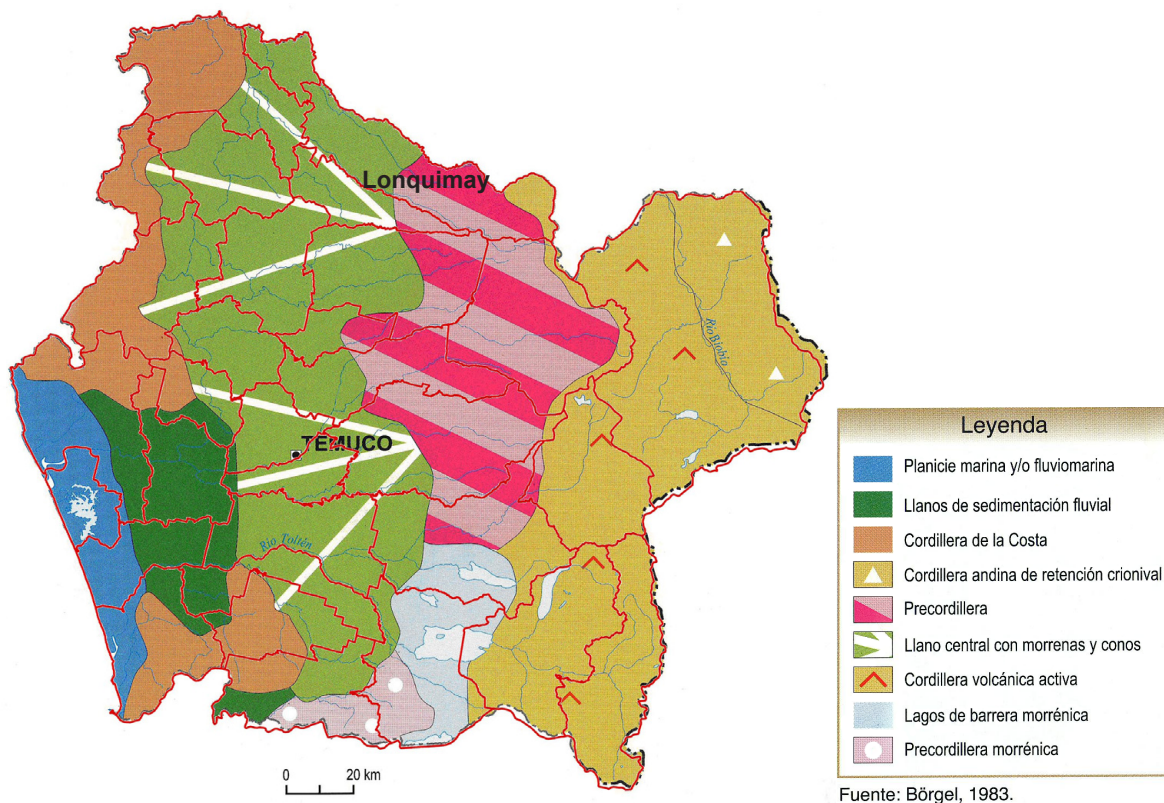 Lonquimay
Río Biobío
TEMUCO
Río Toltén
0 20 km
Leyenda
Planicie marina y/o fluviomarina
Llanos de sedimentación fluvial
Cordillera de la Costa
Cordillera andina de retención crionival
Precordillera
Llano central con morrenas y conos
Cordillera volcánica activa
Lagos de barrera morrénica
Precordillera morrénica
Fuente: Börgel, 1983.